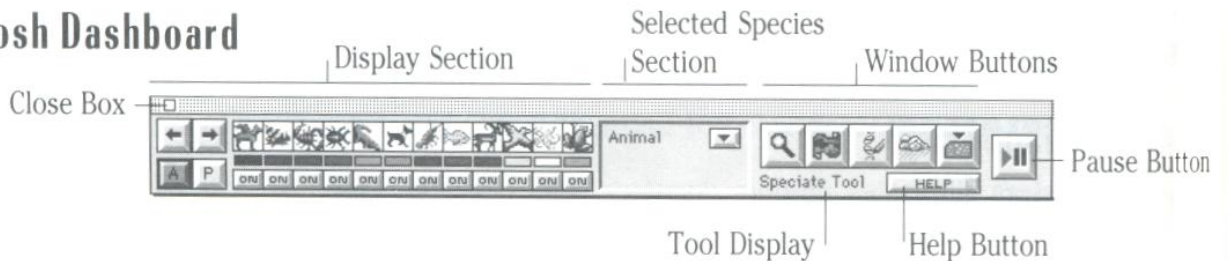 osh Dashboard
Display Section
Selected Species
Section
Window Buttons
Close Box
Animal
A P
ON ON ON ON ON ON ON ON ON ON ON ON
Speciate Tool
HELP
Pause Button
Tool Display
Help Button